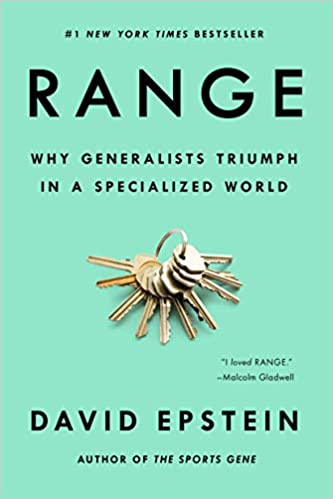 #1 NEW YORK TIMES BESTSELLER
RANGE
WHY GENERALISTS TRIUMPH
IN A SPECIALIZED WORLD
"I loved RANGE."
—Malcolm Gladwell
DAVID EPSTEIN
AUTHOR OF THE SPORTS GENE